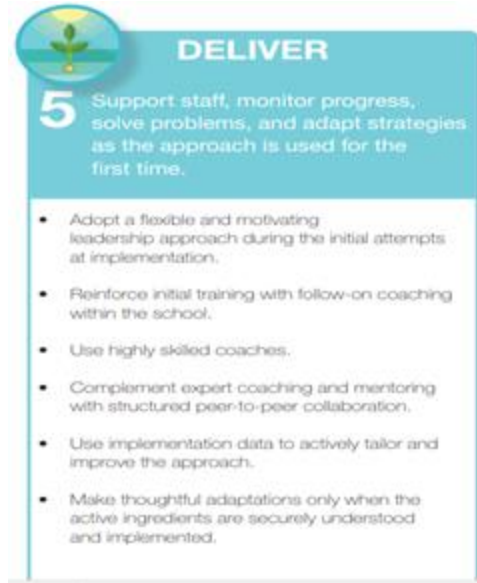 DELIVER
5
Support staff, monitor progress,
solve problems, and adapt strategies
as the approach is used for the
first time.
• Adopt a flexible and motivating
leadership approach during the initial attempts
at implementation.
• Reinforce initial training with follow-on coaching
within the school.
• Use highly skilled coaches.
• Complement expert coaching and mentoring
with structured peer-to-peer collaboration.
• Use implementation data to actively tailor and
improve the approach.
• Make thoughtful adaptations only when the
active ingredients are securely understood
and implemented.